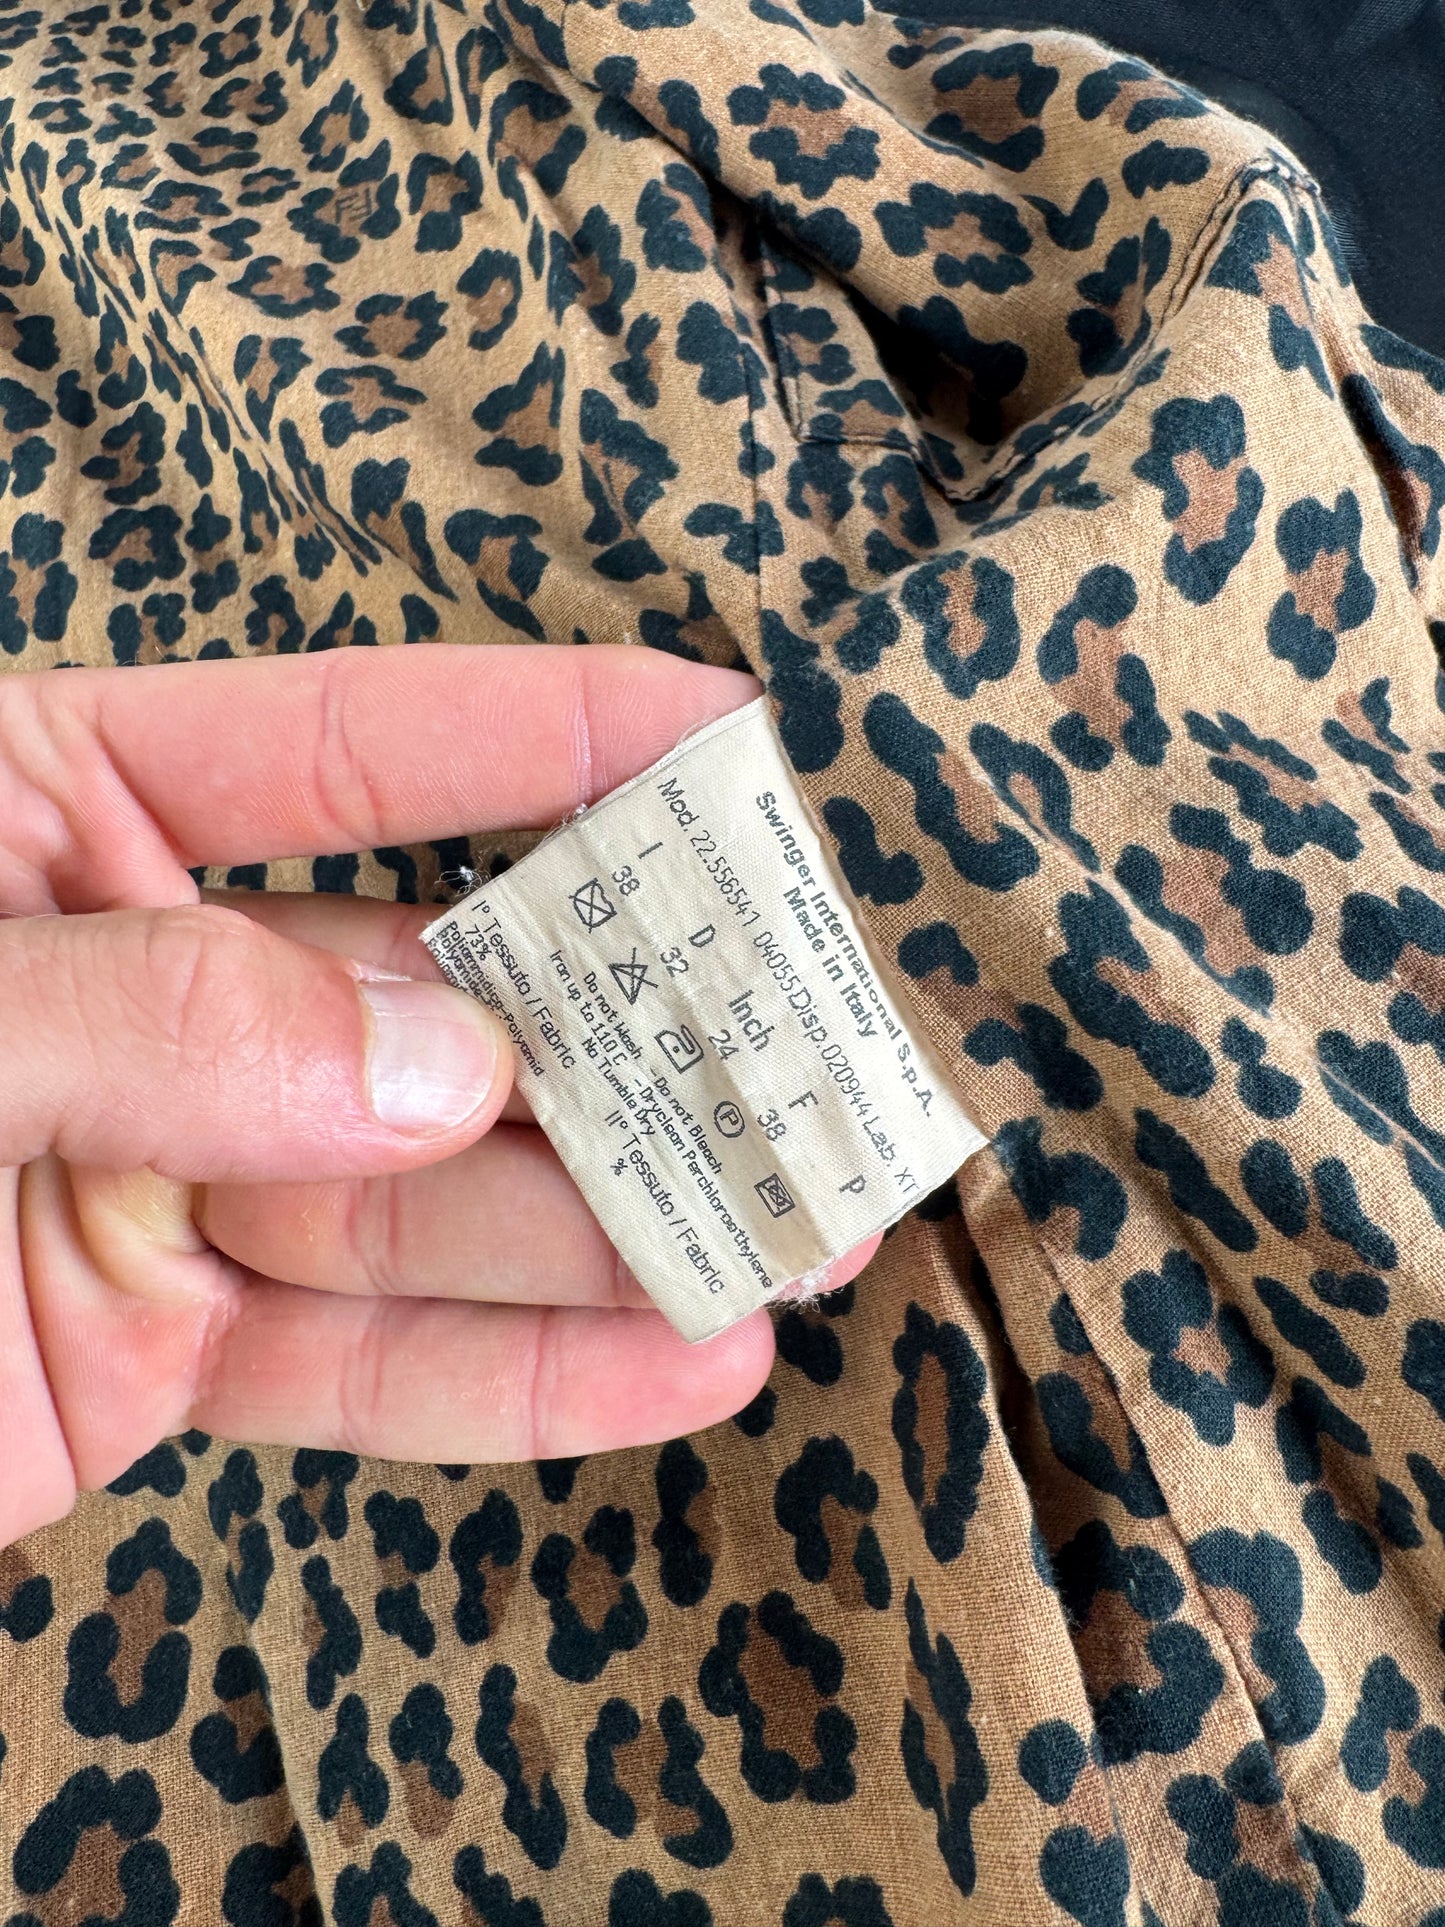 Swinger International S.p.A.
Made in Italy
Mod. 22.556541 04055 Disp.020944 Lab. XT
I D Inch F P
38 32 24 38
P
Do not Wash -Do not Bleach
Iron up to 110 C -Dryclean Perchloroethylene
No Tumble Dry
I° Tessuto / Fabric
II° Tessuto / Fabric
73%
%
Poliammidica-Polyamid